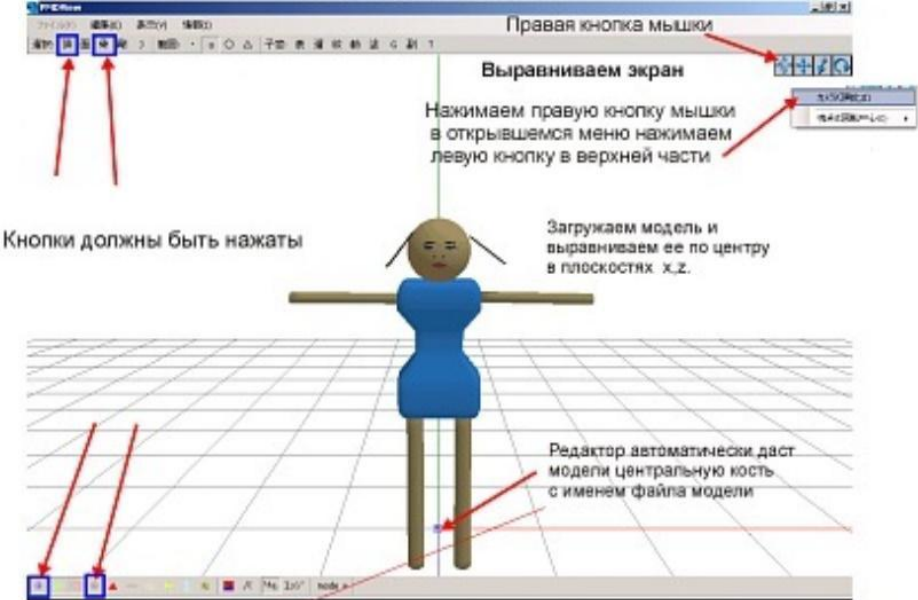 Правая кнопка мышки
Выравниваем экран
Нажимаем правую кнопку мышки
в открывшемся меню нажимаем
левую кнопку в верхней части
Кнопки должны быть нажаты
Загружаем модель и
выравниваем ее по центру
в плоскостях x,z.
Редактор автоматически даст
модели центральную кость
с именем файла модели